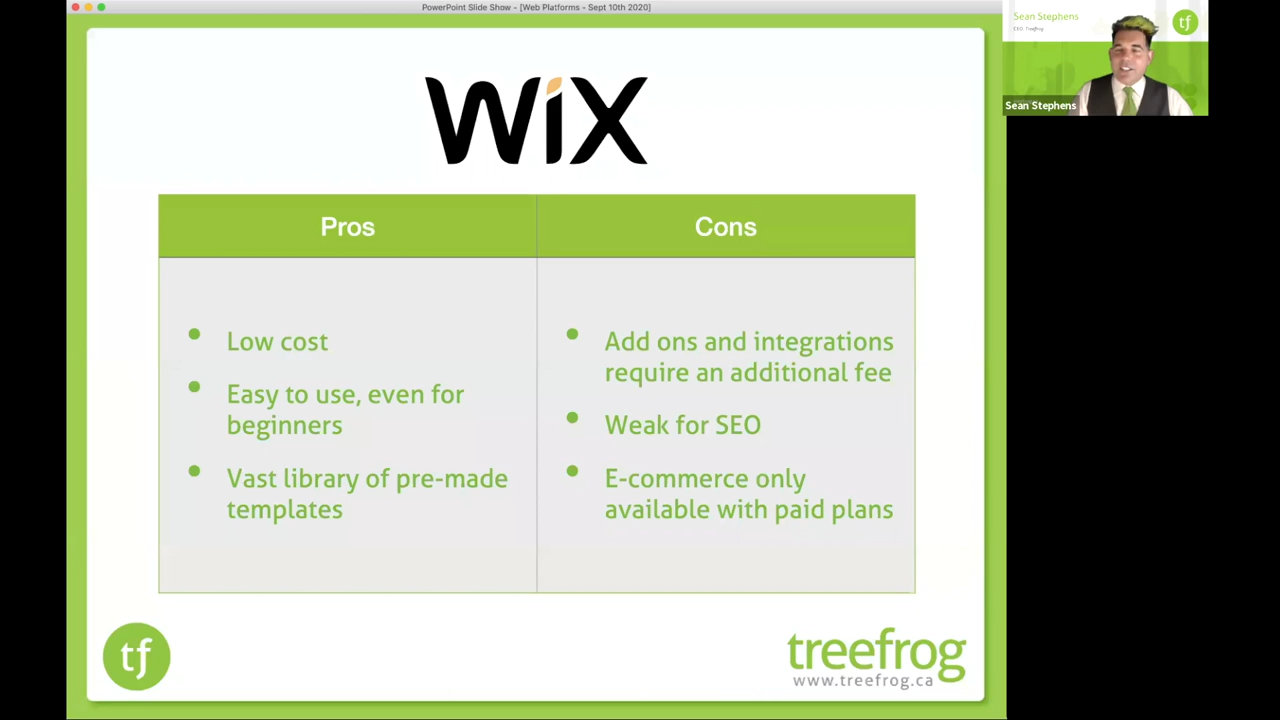 PowerPoint Slide Show - [Web Platforms - Sept 10th 2020]
Sean Stephens
CEO, Treefrog
tf
Sean Stephens
WiX
Pros
Cons
Low cost
Easy to use, even for
beginners
Vast library of pre-made
templates
Add ons and integrations
require an additional fee
Weak for SEO
E-commerce only
available with paid plans
tf
treefrog
www.treefrog.ca